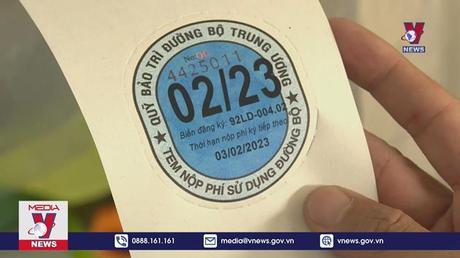 NEWS
QUỸ BẢO TRÌ ĐƯỜNG BỘ TRUNG ƯƠNG
No:QC
4425011
02/23
Biển đăng ký: 92LD-004.02
Thời hạn nộp phí kỳ tiếp theo
03/02/2023
TEM NỘP PHÍ SỬ DỤNG ĐƯỜNG BỘ
MEDIA
NEWS
0888.161.161
media@vnews.gov.vn
vnews.gov.vn